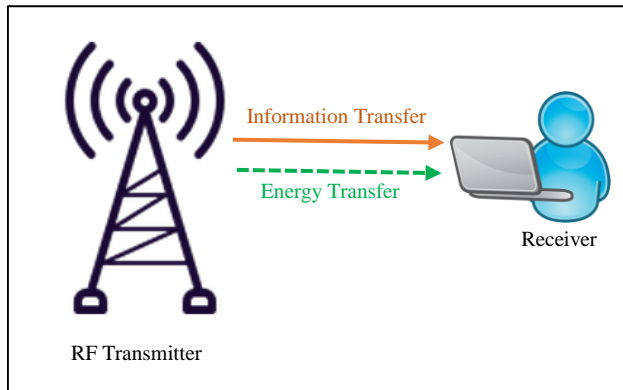 Information Transfer
Energy Transfer
Receiver
RF Transmitter